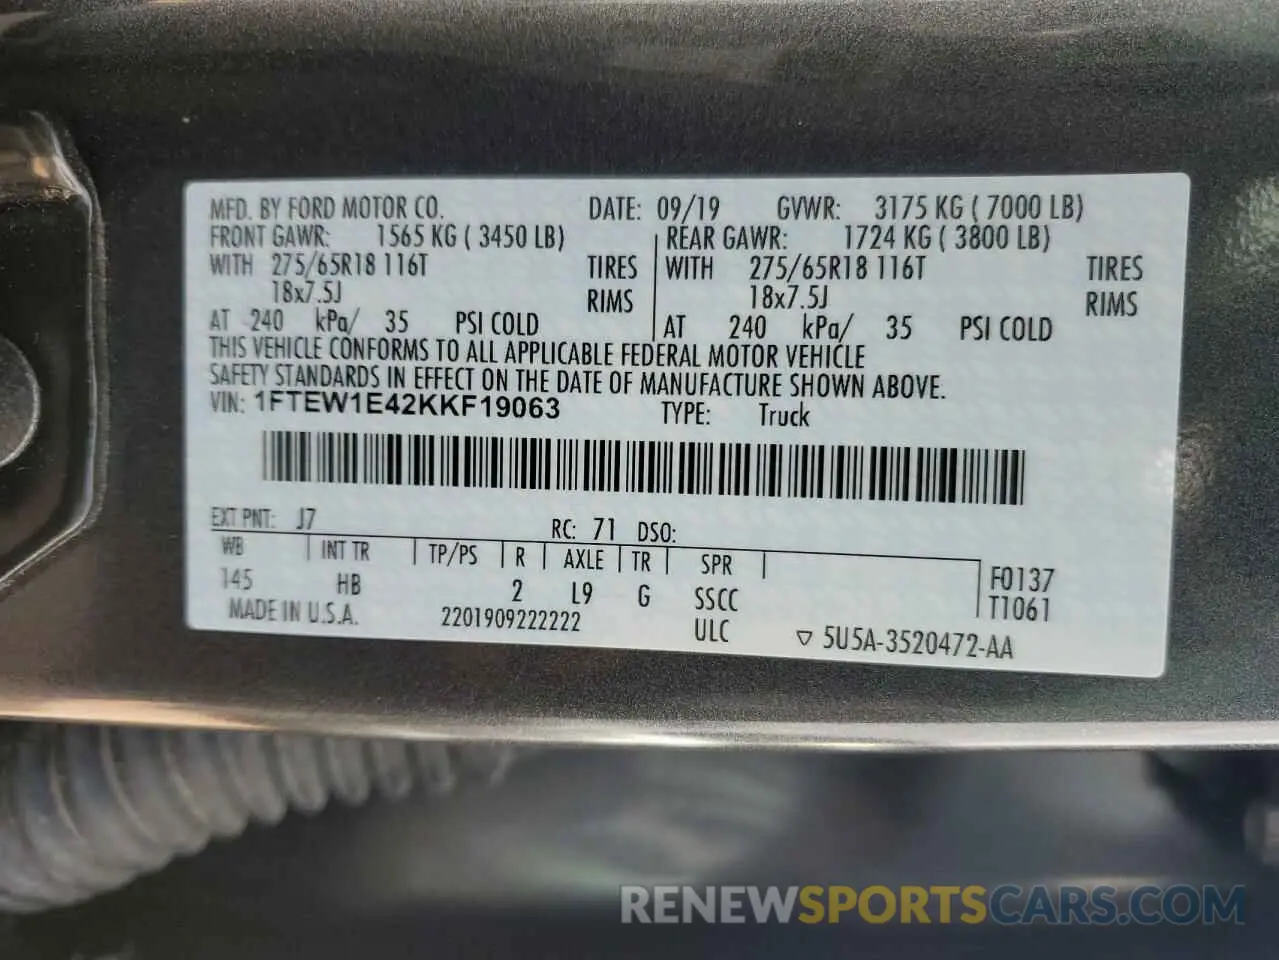 MFD. BY FORD MOTOR CO. DATE: 09/19 GVWR: 3175 KG ( 7000 LB)
FRONT GAWR: 1565 KG ( 3450 LB) REAR GAWR: 1724 KG ( 3800 LB)
WITH 275/65R18 116T TIRES WITH 275/65R18 116T TIRES
18x7.5J RIMS 18x7.5J RIMS
AT 240 kPa/ 35 PSI COLD AT 240 kPa/ 35 PSI COLD
THIS VEHICLE CONFORMS TO ALL APPLICABLE FEDERAL MOTOR VEHICLE
SAFETY STANDARDS IN EFFECT ON THE DATE OF MANUFACTURE SHOWN ABOVE.
VIN: 1FTEW1E42KKF19063 TYPE: Truck
EXT PNT: J7 RC: 71 DSO:
WB INT TR TP/PS R AXLE TR SPR
145 HB 2 L9 G SSCC F0137
T1061
MADE IN U.S.A. 2201909222222 ULC ▽ 5U5A-3520472-AA
RENEWSPORTSCARS.COM